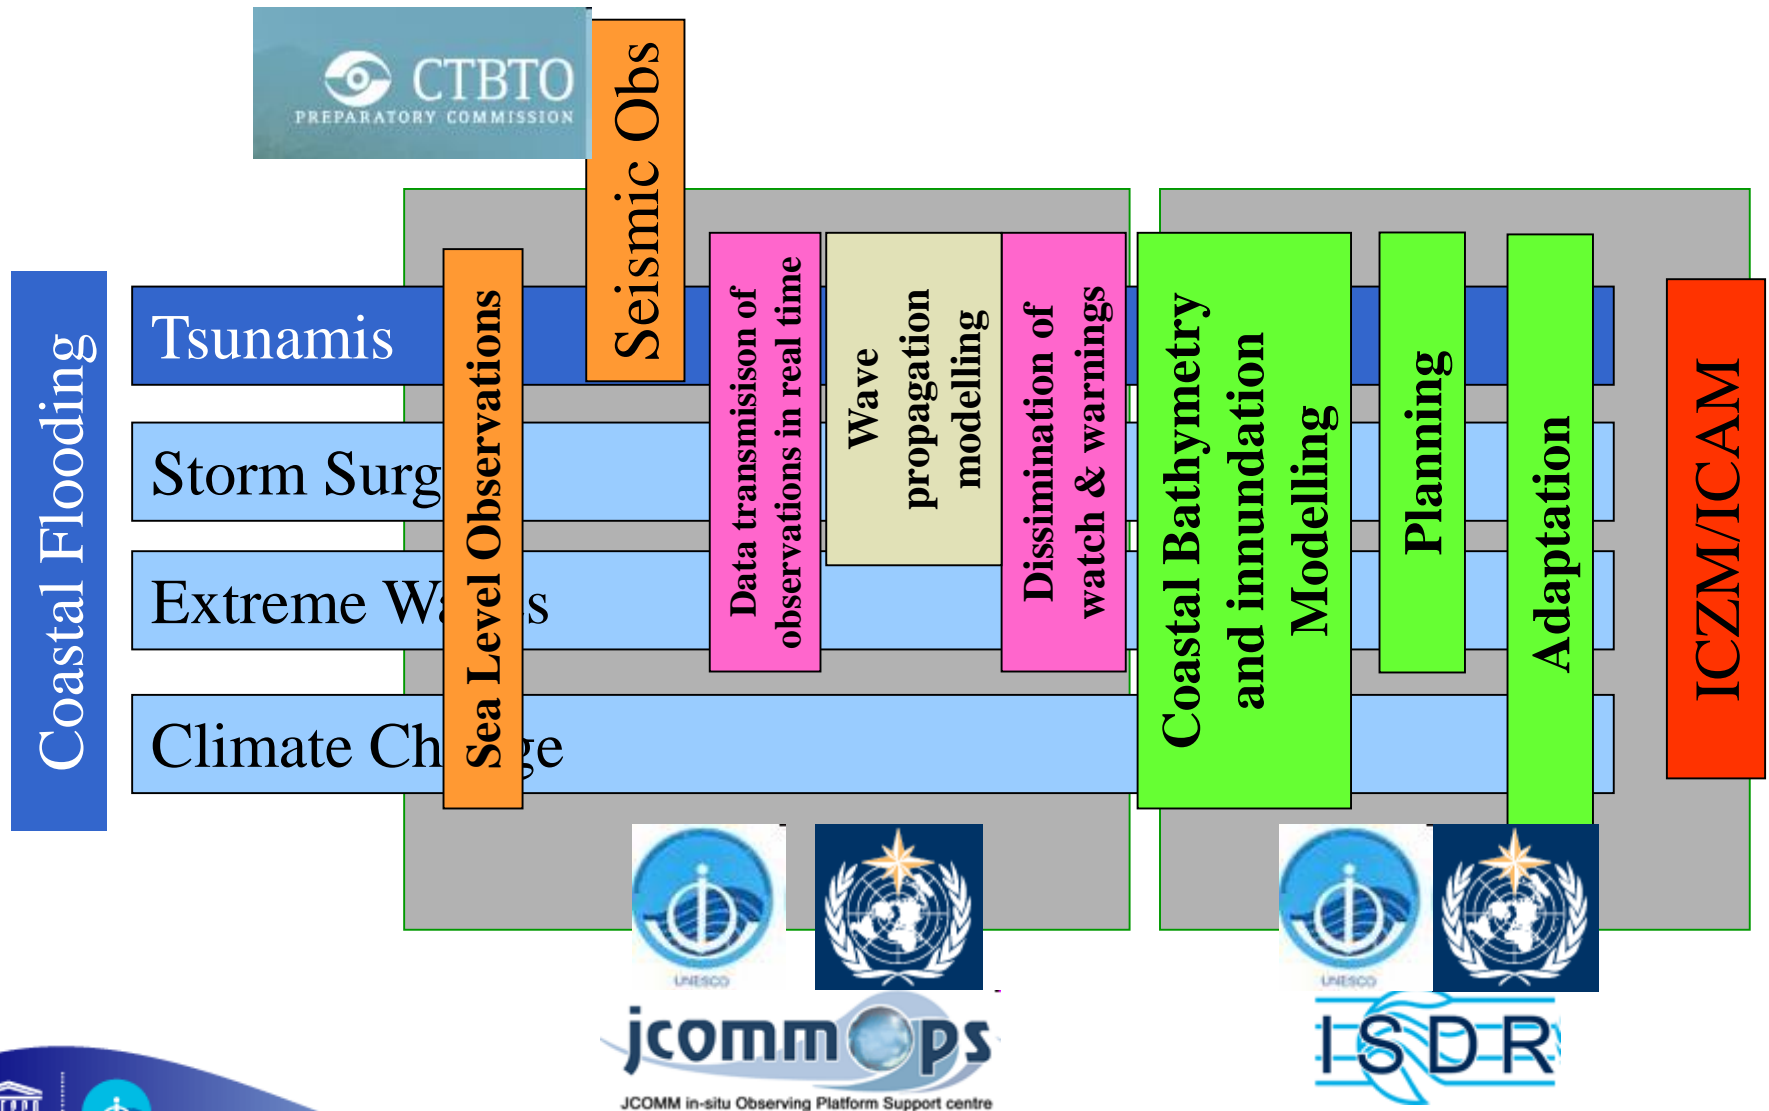 CTBTO
PREPARATORY COMMISSION
Seismic Obs
Coastal Flooding
Tsunamis
Storm Surg
Extreme Wa es
Climate Ch ge
Sea Level Observations
Data transmisison of
observations in real time
Wave
propagation
modelling
Dissimination of
watch & warnings
Coastal Bathymetry
and innundation
Modelling
Planning
Adaptation
ICZM/ICAM
UNESCO
UNESCO
jcommops
JCOMM in-situ Observing Platform Support centre
ISDR